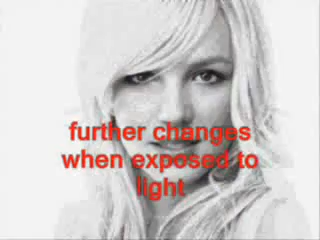 further changes
when exposed to
light